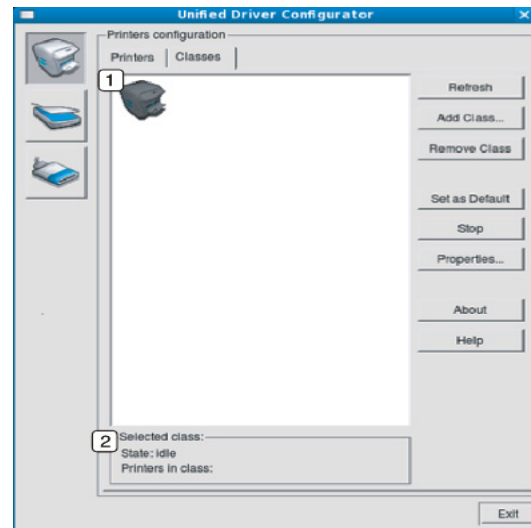 Unified Driver Configurator
Printers configuration
Printers
Classes
1
Refresh
Add Class...
Remove Class
Set as Default
Stop
Properties...
About
Help
2
Selected class:
State: idle
Printers in class:
Exit